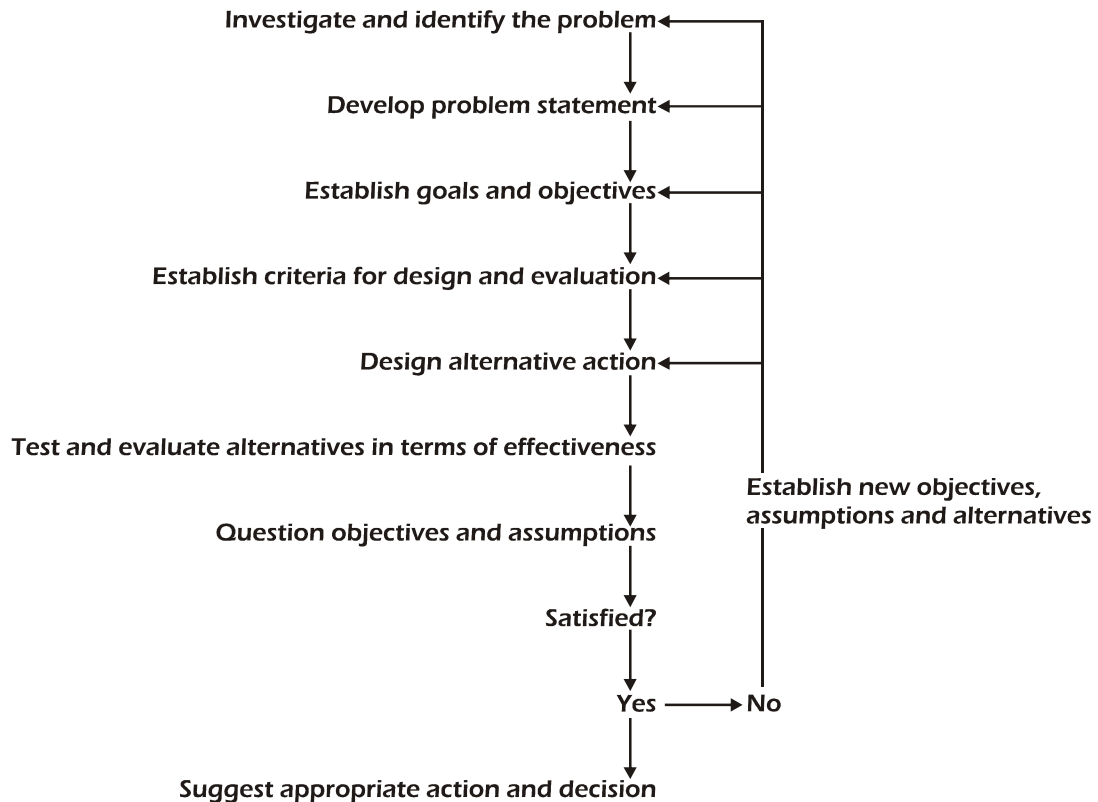 Investigate and identify the problem
Develop problem statement
Establish goals and objectives
Establish criteria for design and evaluation
Design alternative action
Test and evaluate alternatives in terms of effectiveness
Establish new objectives,
assumptions and alternatives
Question objectives and assumptions
Satisfied?
Yes
No
Suggest appropriate action and decision